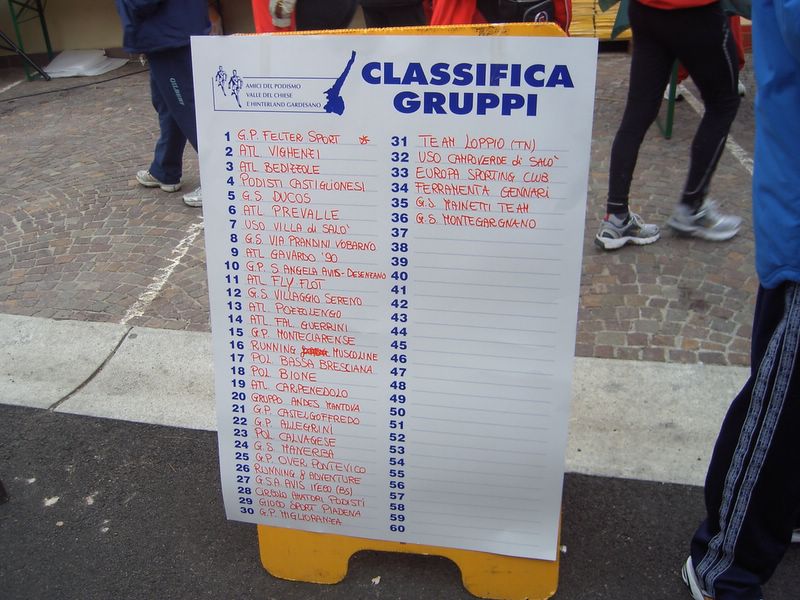 AMICI DEL PODISMO
VALLE DEL CHIESE
E HINTERLAND GARDESANO
CLASSIFICA
GRUPPI
1 G.P. FELTER SPORT *
2 ATL. VIGHENZI
3 ATL BEDIZZOLE
4 PODISTI CASTIGLIONESI
5 G.S. DUCOS
6 ATL PREVALLE
7 USO VILLA di SALO'
8 G.S. VIA PRANDINI VOBARNO
9 ATL GAVARDO '90
10 G.P. S ANGELA AVIS - DESENZANO
11 ATL FLY FLOT
12 G.S. VILLAGGIO SERENO
13 ATL POZZOLENGO
14 ATL. FAL GUERRINI
15 G.P. MONTECLARENSE
16 RUNNING MUSCOLINE
17 POL BASSA BRESCIANA
18 POL BIONE
19 ATL. CARPENEDOLO
20 GRUPPO ANDES MANTOVA
21 G.P. CASTELGOFFREDO
22 G.P. ALLEGRINI
23 POL CALVAGESE
24 G.S. MANERBA
25 G.P. OVER PONTEVICO
26 RUNNING & ADVENTURE
27 G.S.A AVIS ISEO (BS)
28 CIRCOLO AMATORI PODISTI
29 GIOCO SPORT PIADENA
30 G.P. MIGLIORANZA
31 TEAM LOPPIO (TN)
32 USO CAMPOVERDE di SALO'
33 EUROPA SPORTING CLUB
34 FERRAMENTA GENNARI
35 G.S. MAINETTI TEAM
36 G.S. MONTEGARGNANO
37
38
39
40
41
42
43
44
45
46
47
48
49
50
51
52
53
54
55
56
57
58
59
60
GILBERT